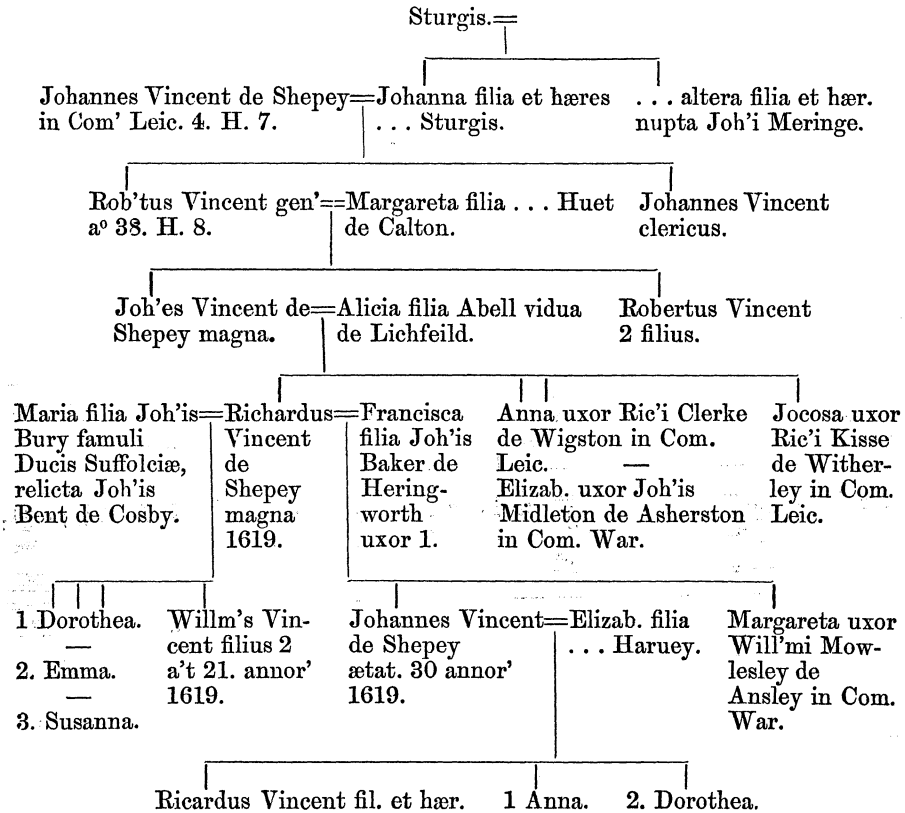 Sturgis.=
Johannes Vincent de Shepey=Johanna filia et hæres
in Com' Leic. 4. H. 7.
. . . Sturgis.
. . . altera filia et hær.
nupta Joh'i Meringe.
Rob'tus Vincent gen'==Margareta filia . . . Huet
aº 38. H. 8.
de Calton.
Johannes Vincent
clericus.
Joh'es Vincent de=Alicia filia Abell vidua
Shepey magna.
de Lichfeild.
Robertus Vincent
2 filius.
Maria filia Joh'is=
Bury famuli
Ducis Suffolciæ,
relicta Joh'is
Bent de Cosby.
Richardus=
Vincent
de
Shepey
magna
1619.
Francisca
filia Joh'is
Baker de
Hering-
worth
uxor 1.
Anna uxor Ric'i Clerke
de Wigston in Com.
Leic. —
Elizab. uxor Joh'is
Midleton de Asherston
in Com. War.
Jocosa uxor
Ric'i Kisse
de Wither-
ley in Com.
Leic.
1 Dorothea.
—
2. Emma.
—
3. Susanna.
Willm's Vin-
cent filius 2
a't 21. annor'
1619.
Johannes Vincent=
de Shepey
ætat. 30 annor'
1619.
Elizab. filia
. . . Haruey.
Margareta uxor
Will'mi Mow-
lesley de
Ansley in Com.
War.
Ricardus Vincent fil. et hær.
1 Anna.
2. Dorothea.